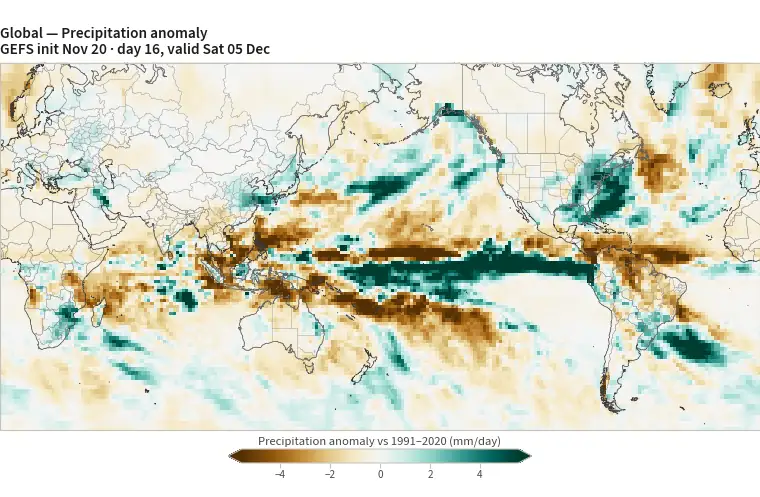 Global — Precipitation anomaly
GEFS init Nov 20 · day 16, valid Sat 05 Dec
Precipitation anomaly vs 1991–2020 (mm/day)
−4 −2 0 2 4